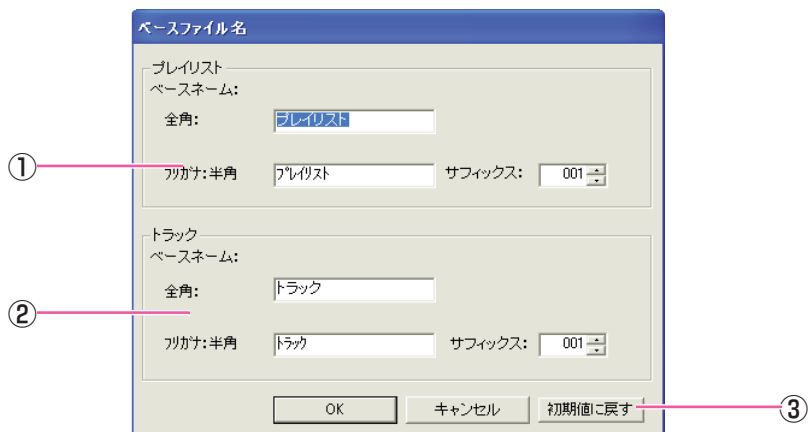 ベースファイル名
プレイリスト
ベースネーム:
全角: プレイリスト
① ﾌﾘｶﾞﾅ:半角 ﾌﾟﾚｲﾘｽﾄ サフィックス: 001
トラック
ベースネーム:
全角: トラック
②
ﾌﾘｶﾞﾅ:半角 ﾄﾗｯｸ サフィックス: 001
OK キャンセル 初期値に戻す ③